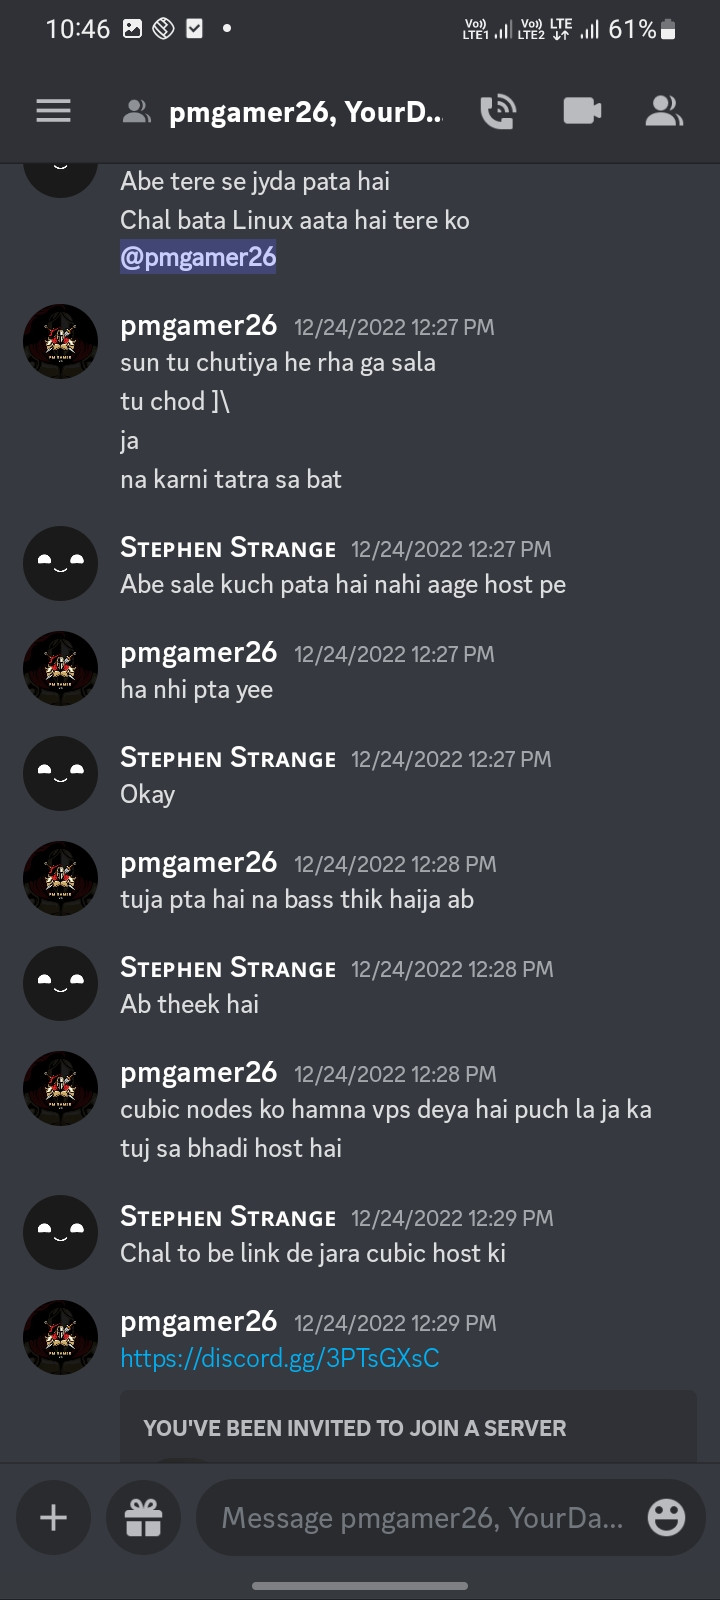 10:46
Vo)) LTE1 Vo)) LTE2 LTE 61%
pmgamer26, YourD...
Abe tere se jyda pata hai
Chal bata Linux aata hai tere ko
@pmgamer26
pmgamer26 12/24/2022 12:27 PM
sun tu chutiya he rha ga sala
tu chod ]\
ja
na karni tatra sa bat
Stephen Strange 12/24/2022 12:27 PM
Abe sale kuch pata hai nahi aage host pe
pmgamer26 12/24/2022 12:27 PM
ha nhi pta yee
Stephen Strange 12/24/2022 12:27 PM
Okay
pmgamer26 12/24/2022 12:28 PM
tuja pta hai na bass thik haija ab
Stephen Strange 12/24/2022 12:28 PM
Ab theek hai
pmgamer26 12/24/2022 12:28 PM
cubic nodes ko hamna vps deya hai puch la ja ka
tuj sa bhadi host hai
Stephen Strange 12/24/2022 12:29 PM
Chal to be link de jara cubic host ki
pmgamer26 12/24/2022 12:29 PM
https://discord.gg/3PTsGXsC
YOU'VE BEEN INVITED TO JOIN A SERVER
Message pmgamer26, YourDa...